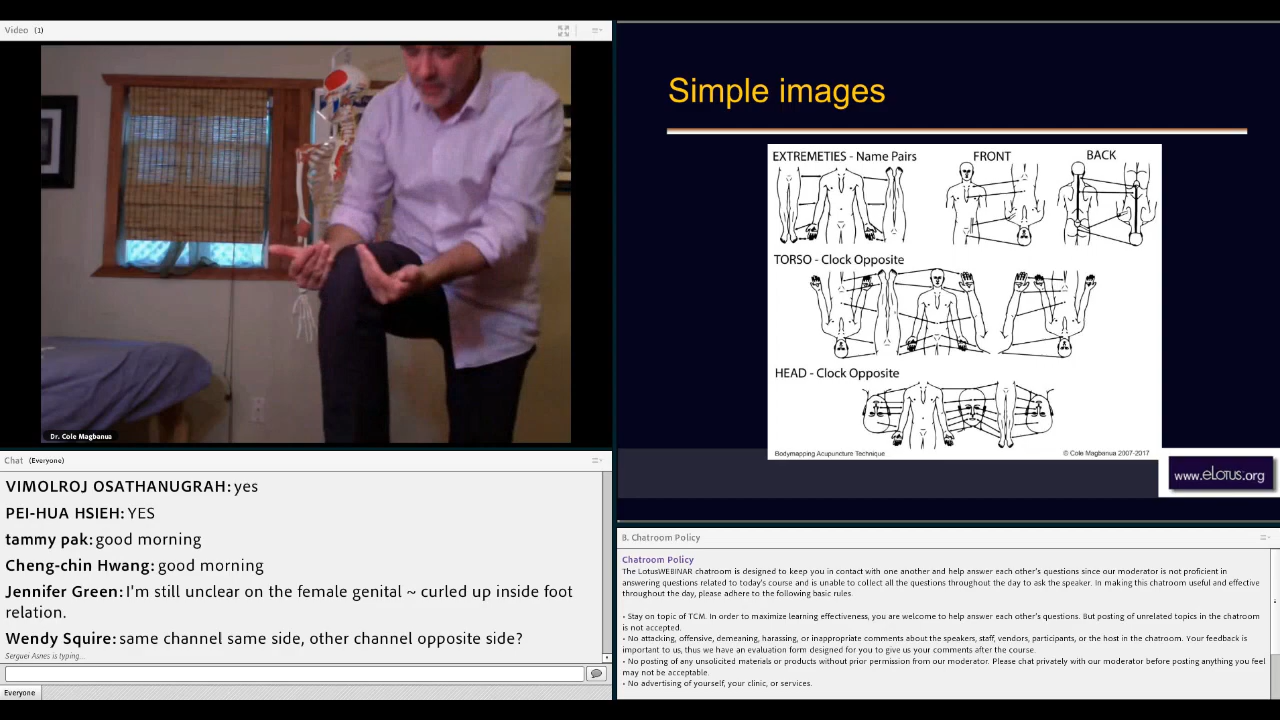 Video (1)
Dr. Cole Magbanua
Simple images
EXTREMETIES - Name Pairs
FRONT
BACK
TORSO - Clock Opposite
HEAD - Clock Opposite
Bodymapping Acupuncture Technique
© Cole Magbanua 2007-2017
www.eLotus.org
Chat (Everyone)
VIMOLROJ OSATHANUGRAH: yes
PEI-HUA HSIEH: YES
tammy pak: good morning
Cheng-chin Hwang: good morning
Jennifer Green: I'm still unclear on the female genital ~ curled up inside foot
relation.
Wendy Squire: same channel same side, other channel opposite side?
Serguei Asnes is typing...
Everyone
B. Chatroom Policy
Chatroom Policy
The LotusWEBINAR chatroom is designed to keep you in contact with one another and help answer each other's questions since our moderator is not proficient in
answering questions related to today's course and is unable to collect all the questions throughout the day to ask the speaker. In making this chatroom useful and effective
throughout the day, please adhere to the following basic rules.
• Stay on topic of TCM. In order to maximize learning effectiveness, you are welcome to help answer each other's questions. But posting of unrelated topics in the chatroom
is not accepted.
• No attacking, offensive, demeaning, harassing, or inappropriate comments about the speakers, staff, vendors, participants, or the host in the chatroom. Your feedback is
important to us, thus we have an evaluation form designed for you to give us your comments after the course.
• No posting of any unsolicited materials or products without prior permission from our moderator. Please chat privately with our moderator before posting anything you feel
may not be acceptable.
• No advertising of yourself, your clinic, or services.